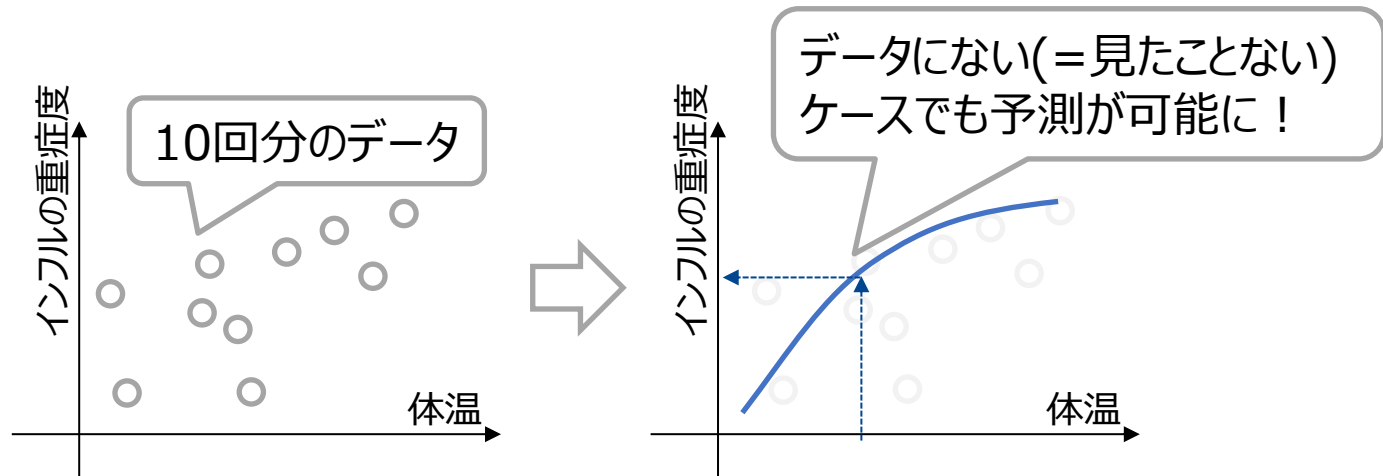 インフルの重症度
10回分のデータ
体温
インフルの重症度
データにない(=見たことない)
ケースでも予測が可能に！
体温